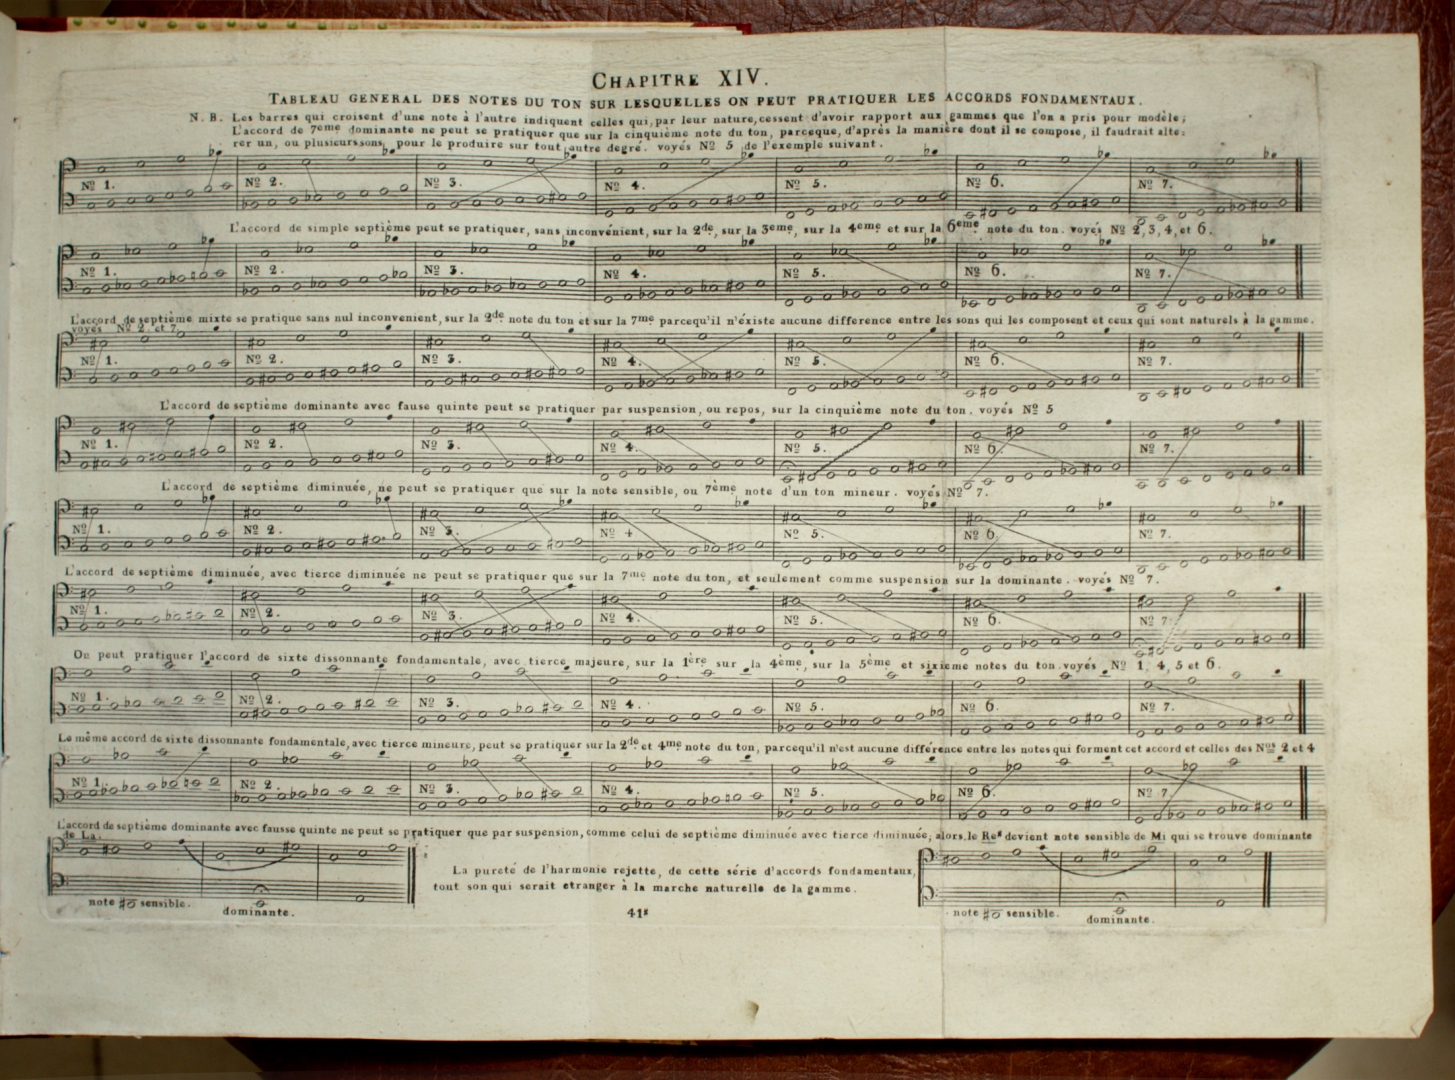 CHAPITRE XIV.
TABLEAU GENERAL DES NOTES DU TON SUR LESQUELLES ON PEUT PRATIQUER LES ACCORDS FONDAMENTAUX.
N. B. Les barres qui croisent d'une note à l'autre indiquent celles qui, par leur nature, cessent d'avoir rapport aux gammes que l'on a pris pour modèle;
L'accord de 7eme dominante ne peut se pratiquer que sur la cinquième note du ton, parceque, d'après la manière dont il se compose, il faudrait alte:
rer un, ou plusieurs sons, pour le produire sur tout autre degré. voyés Nº 5 de l'exemple suivant.
Nº 1. Nº 2. Nº 3. Nº 4. Nº 5. Nº 6. Nº 7.
L'accord de simple septième peut se pratiquer, sans inconvénient, sur la 2de, sur la 3eme, sur la 4eme et sur la 6eme note du ton. voyés Nº 2, 3, 4, et 6.
Nº 1. Nº 2. Nº 3. Nº 4. Nº 5. Nº 6. Nº 7.
L'accord de septième mixte se pratique sans nul inconvenient, sur la 2de note du ton et sur la 7me parcequ'il n'éxiste aucune difference entre les sons qui les composent et ceux qui sont naturels à la gamme.
voyés Nº 2 et 7.
Nº 1. Nº 2. Nº 3. Nº 4. Nº 5. Nº 6. Nº 7.
L'accord de septième dominante avec fause quinte peut se pratiquer par suspension, ou repos, sur la cinquième note du ton. voyés Nº 5
Nº 1. Nº 2. Nº 3. Nº 4. Nº 5. Nº 6. Nº 7.
L'accord de septième diminuée, ne peut se pratiquer que sur la note sensible, ou 7ème note d'un ton mineur. voyés Nº 7.
Nº 1. Nº 2. Nº 3. Nº 4 Nº 5. Nº 6. Nº 7.
L'accord de septième diminuée, avec tierce diminuée ne peut se pratiquer que sur la 7me note du ton, et seulement comme suspension sur la dominante. voyés Nº 7.
Nº 1. Nº 2. Nº 3. Nº 4. Nº 5. Nº 6. Nº 7.
On peut pratiquer l'accord de sixte dissonnante fondamentale, avec tierce majeure, sur la 1ère sur la 4ème, sur la 5ème et sixieme notes du ton. voyés Nº 1, 4, 5 et 6.
Nº 1. Nº 2. Nº 3. Nº 4. Nº 5. Nº 6. Nº 7.
Le même accord de sixte dissonnante fondamentale, avec tierce mineure, peut se pratiquer sur la 2de et 4me note du ton, parcequ'il n'est aucune différence entre les notes qui forment cet accord et celles des Nos 2 et 4
Nº 1. Nº 2. Nº 3. Nº 4. Nº 5. Nº 6. Nº 7
L'accord de septième dominante avec fausse quinte ne peut se pratiquer que par suspension, comme celui de septième diminuée avec tierce diminuée; alors le Re# devient note sensible de Mi qui se trouve dominante
de La.
La pureté de l'harmonie rejette, de cette série d'accords fondamentaux,
tout son qui serait etranger à la marche naturelle de la gamme.
note sensible. dominante.
note sensible. dominante.
41